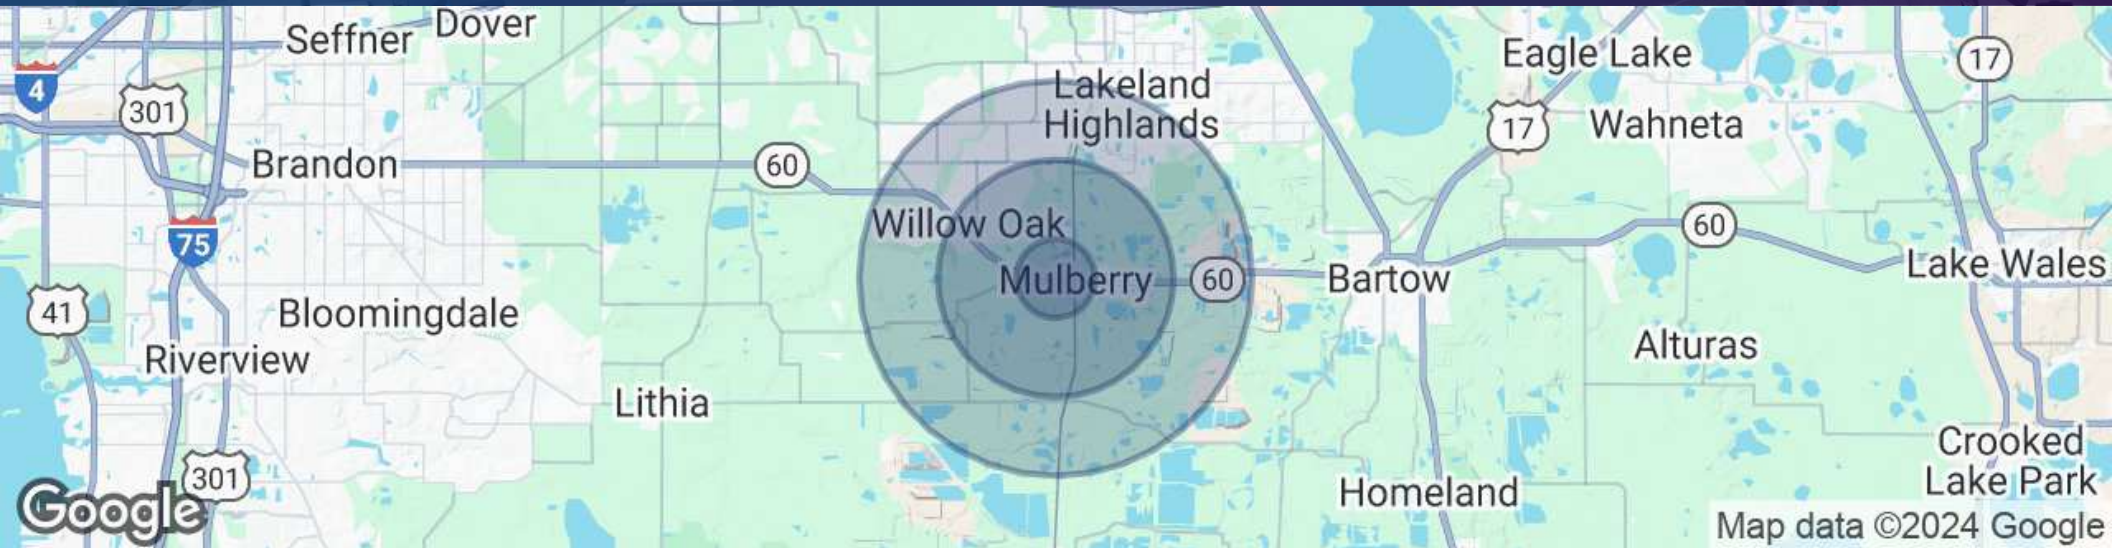 Seffner
Dover
4
301
Brandon
60
Lakeland
Highlands
Eagle Lake
17
17
Wahneta
Willow Oak
75
Mulberry
60
Bartow
60
Lake Wales
41
Bloomingdale
Riverview
Alturas
Lithia
301
Homeland
Crooked
Lake Park
Google
Map data ©2024 Google